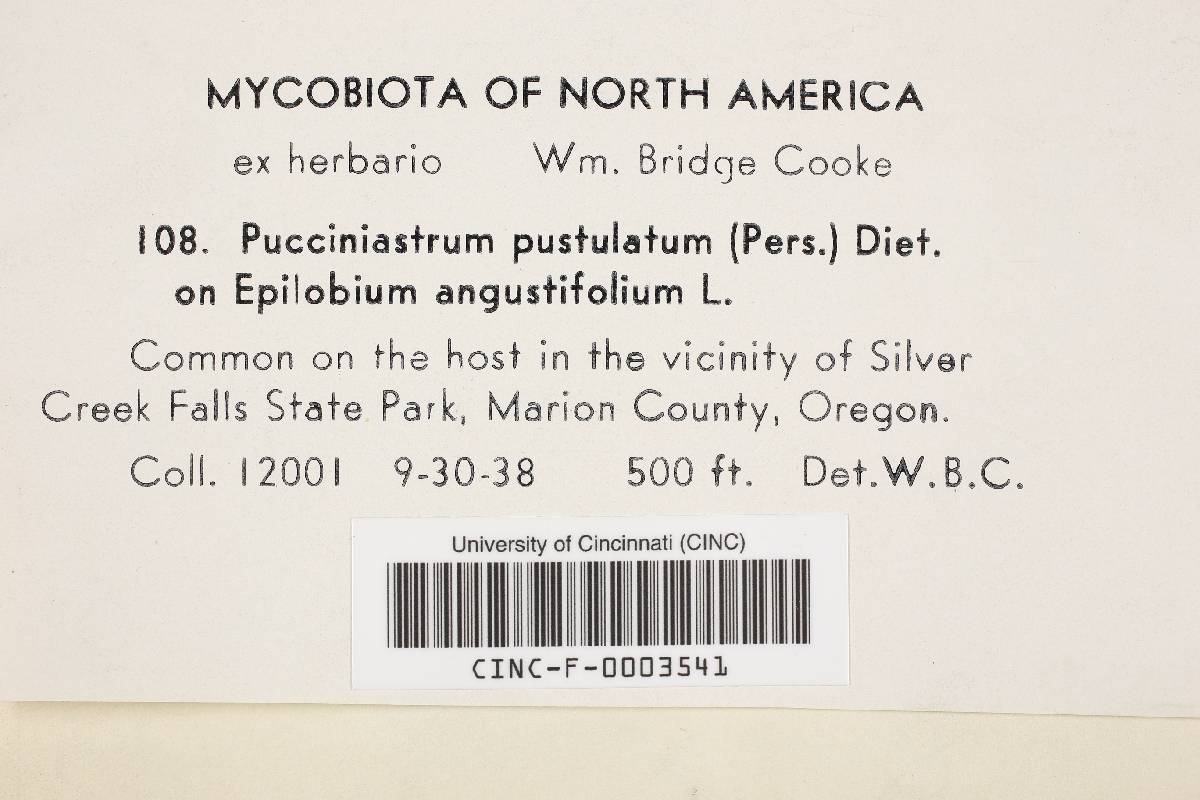 MYCOBIOTA OF NORTH AMERICA
ex herbario Wm. Bridge Cooke
108. Pucciniastrum pustulatum (Pers.) Diet.
on Epilobium angustifolium L.
Common on the host in the vicinity of Silver
Creek Falls State Park, Marion County, Oregon.
Coll. 12001 9-30-38 500 ft. Det.W.B.C.
University of Cincinnati (CINC)
CINC-F-0003541